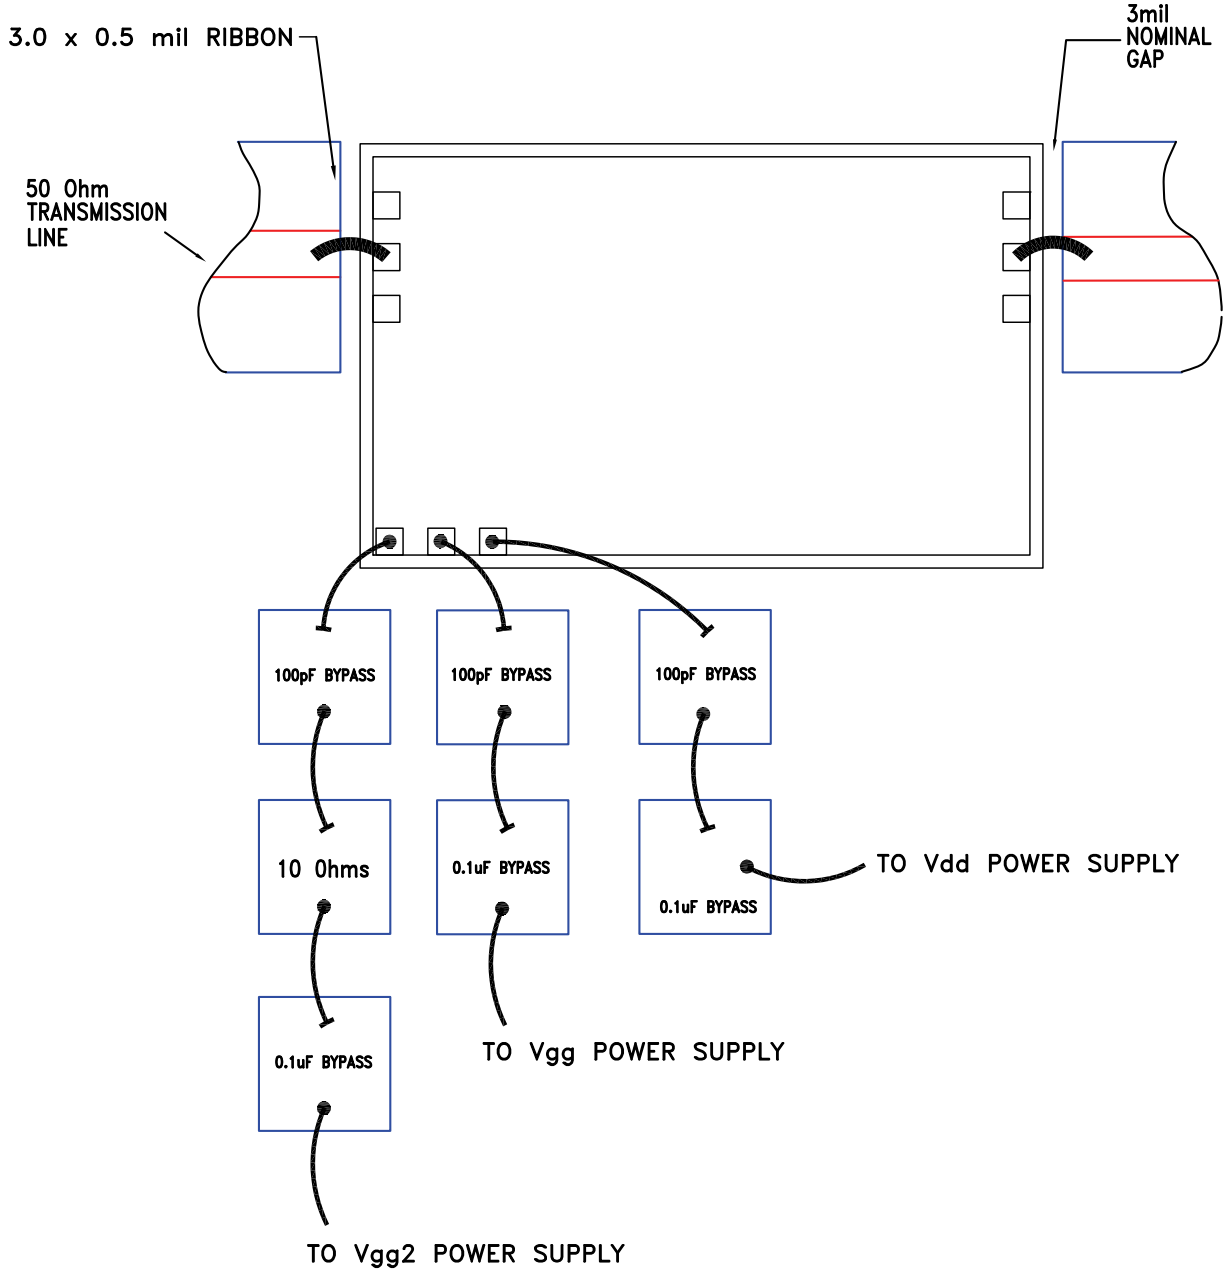 3.0 x 0.5 mil RIBBON
3mil
NOMINAL
GAP
50 Ohm
TRANSMISSION
LINE
100pF BYPASS
100pF BYPASS
100pF BYPASS
10 Ohms
0.1uF BYPASS
TO Vdd POWER SUPPLY
0.1uF BYPASS
TO Vgg POWER SUPPLY
0.1uF BYPASS
TO Vgg2 POWER SUPPLY